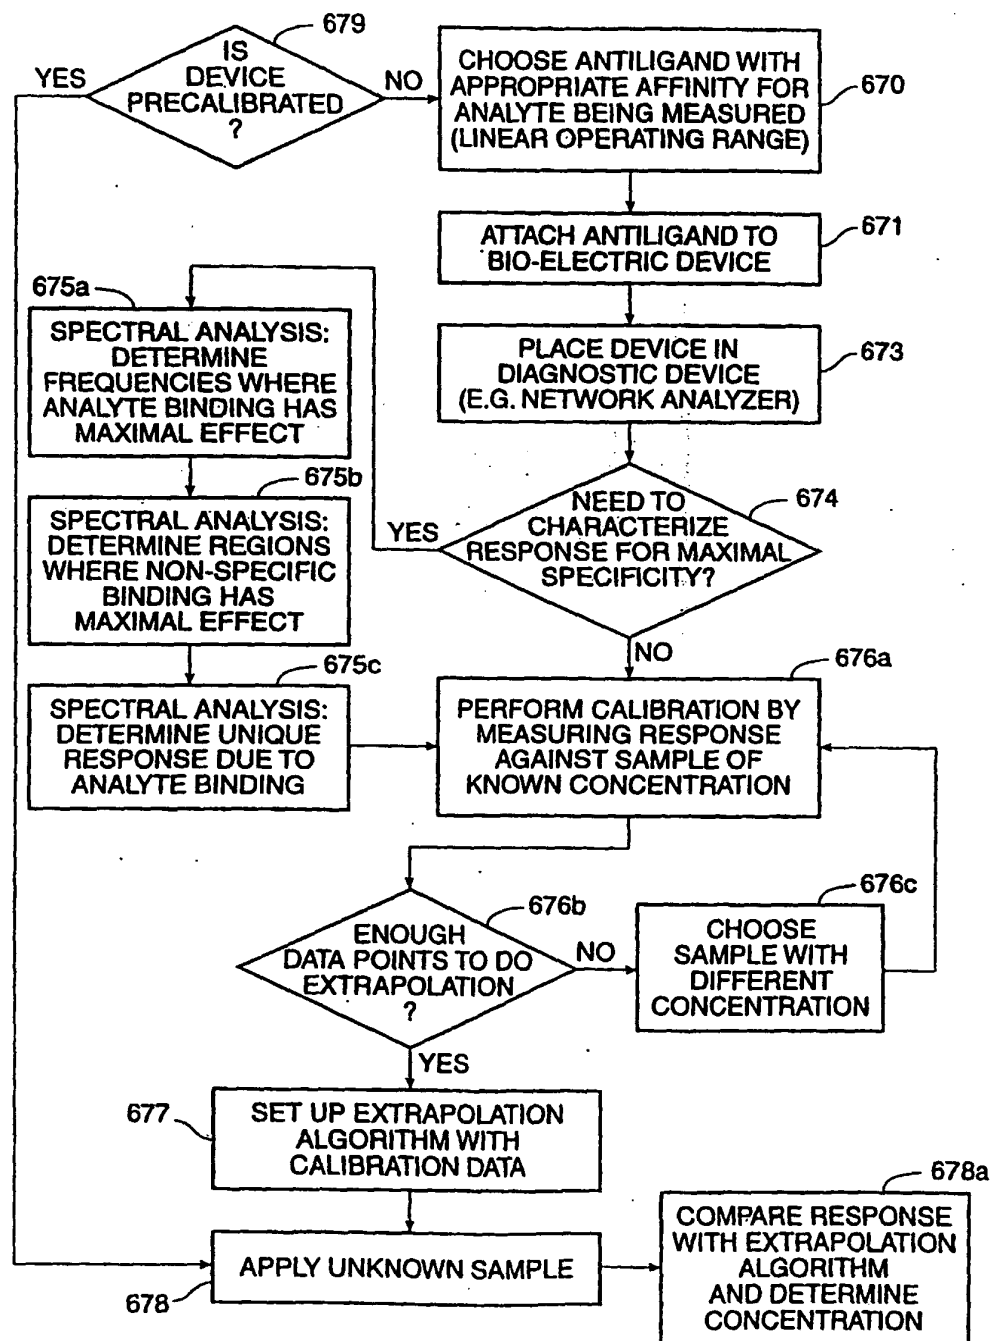 679
IS
DEVICE
PRECALIBRATED
?
YES
NO
CHOOSE ANTILIGAND WITH
APPROPRIATE AFFINITY FOR
ANALYTE BEING MEASURED
(LINEAR OPERATING RANGE)
670
ATTACH ANTILIGAND TO
BIO-ELECTRIC DEVICE
671
PLACE DEVICE IN
DIAGNOSTIC DEVICE
(E.G. NETWORK ANALYZER)
673
NEED TO
CHARACTERIZE
RESPONSE FOR MAXIMAL
SPECIFICITY?
674
YES
NO
675a
SPECTRAL ANALYSIS:
DETERMINE
FREQUENCIES WHERE
ANALYTE BINDING HAS
MAXIMAL EFFECT
675b
SPECTRAL ANALYSIS:
DETERMINE REGIONS
WHERE NON-SPECIFIC
BINDING HAS
MAXIMAL EFFECT
675c
SPECTRAL ANALYSIS:
DETERMINE UNIQUE
RESPONSE DUE TO
ANALYTE BINDING
676a
PERFORM CALIBRATION BY
MEASURING RESPONSE
AGAINST SAMPLE OF
KNOWN CONCENTRATION
676b
ENOUGH
DATA POINTS TO DO
EXTRAPOLATION
?
NO
YES
676c
CHOOSE
SAMPLE WITH
DIFFERENT
CONCENTRATION
677
SET UP EXTRAPOLATION
ALGORITHM WITH
CALIBRATION DATA
APPLY UNKNOWN SAMPLE
678
678a
COMPARE RESPONSE
WITH EXTRAPOLATION
ALGORITHM
AND DETERMINE
CONCENTRATION